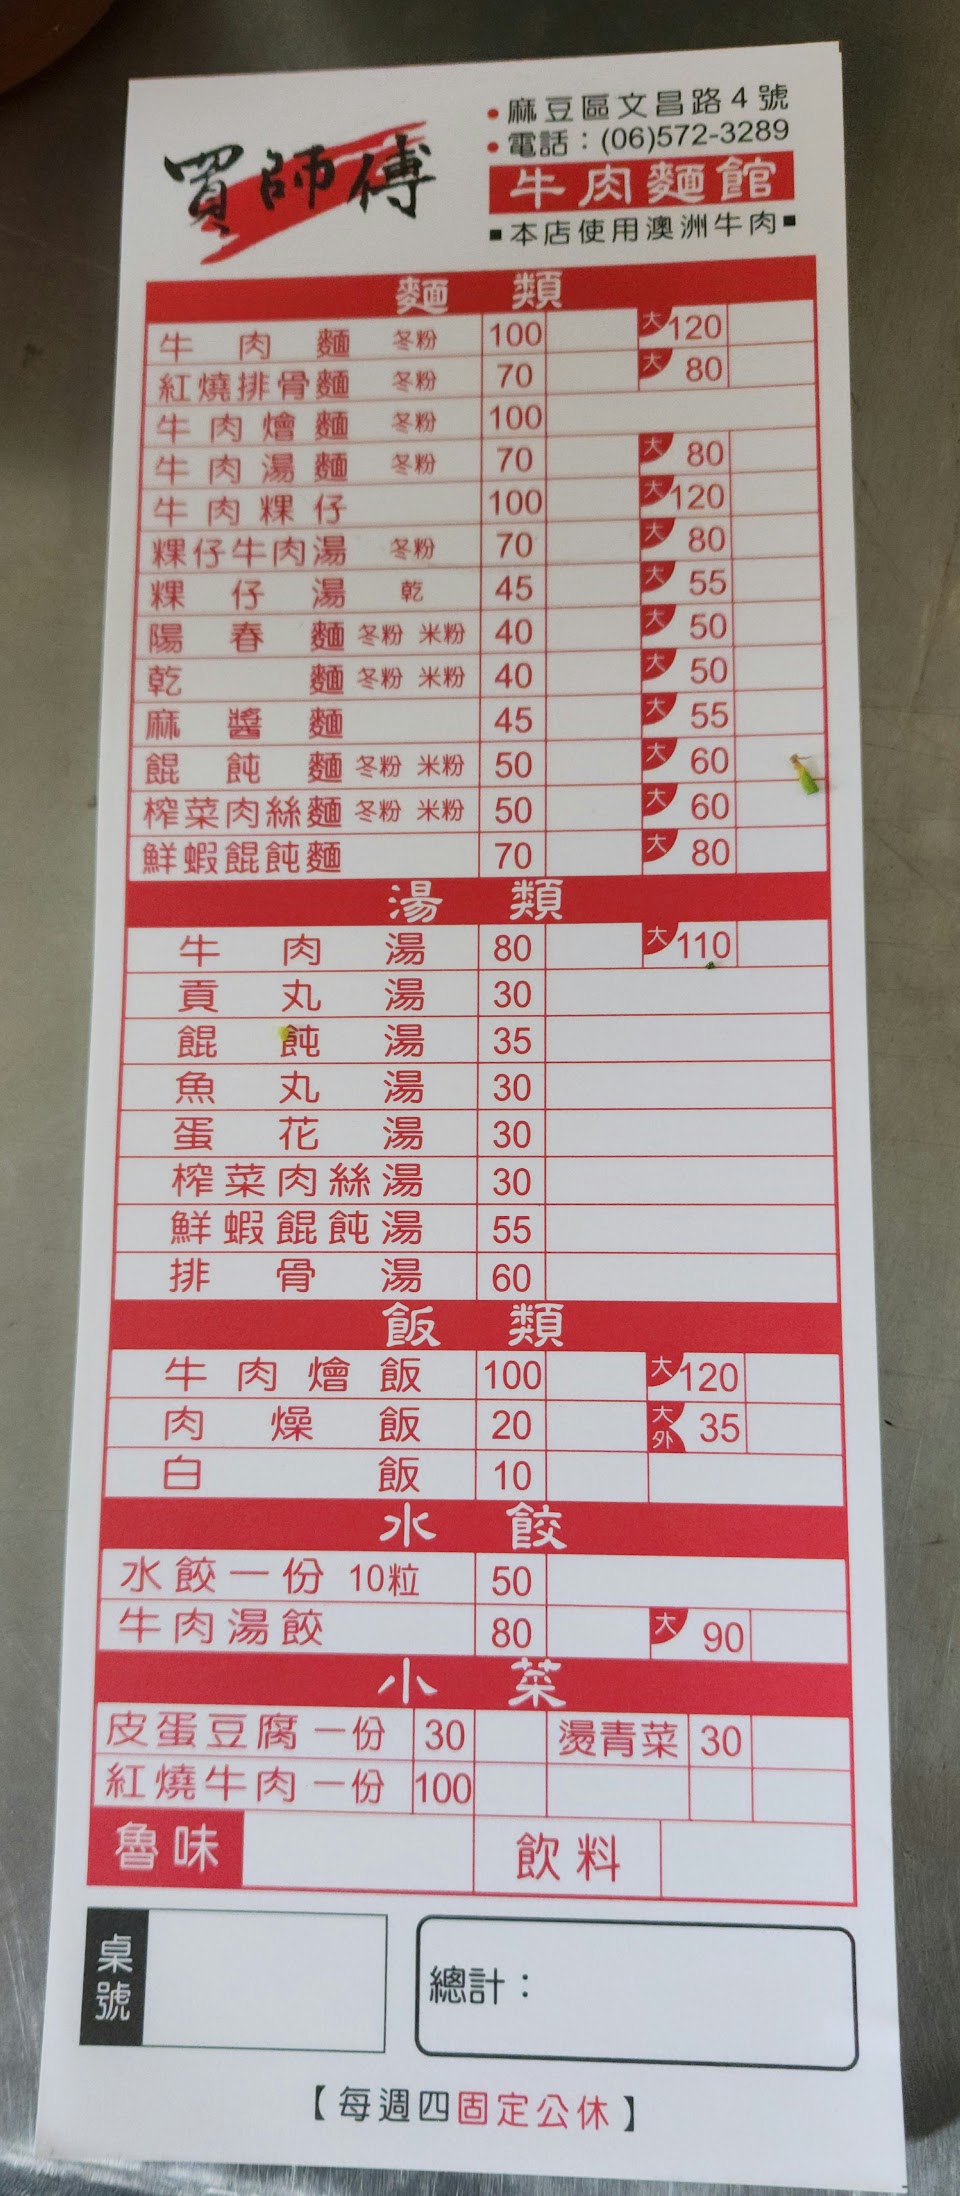 買師傅
• 麻豆區文昌路4號
• 電話：(06)572-3289
牛肉麵館
■本店使用澳洲牛肉■
麵 類
牛肉麵 冬粉 100 大 120
紅燒排骨麵 冬粉 70 大 80
牛肉燴麵 冬粉 100
牛肉湯麵 冬粉 70 大 80
牛肉粿仔 100 大 120
粿仔牛肉湯 冬粉 70 大 80
粿仔湯 乾 45 大 55
陽春麵 冬粉 米粉 40 大 50
乾麵 冬粉 米粉 40 大 50
麻醬麵 45 大 55
餛飩麵 冬粉 米粉 50 大 60
榨菜肉絲麵 冬粉 米粉 50 大 60
鮮蝦餛飩麵 70 大 80
湯 類
牛肉湯 80 大 110
貢丸湯 30
餛飩湯 35
魚丸湯 30
蛋花湯 30
榨菜肉絲湯 30
鮮蝦餛飩湯 55
排骨湯 60
飯 類
牛肉燴飯 100 大 120
肉燥飯 20 大外 35
白飯 10
水 餃
水餃一份 10粒 50
牛肉湯餃 80 大 90
小 菜
皮蛋豆腐一份 30 燙青菜 30
紅燒牛肉一份 100
魯味 飲料
桌號 總計：
【每週四固定公休】